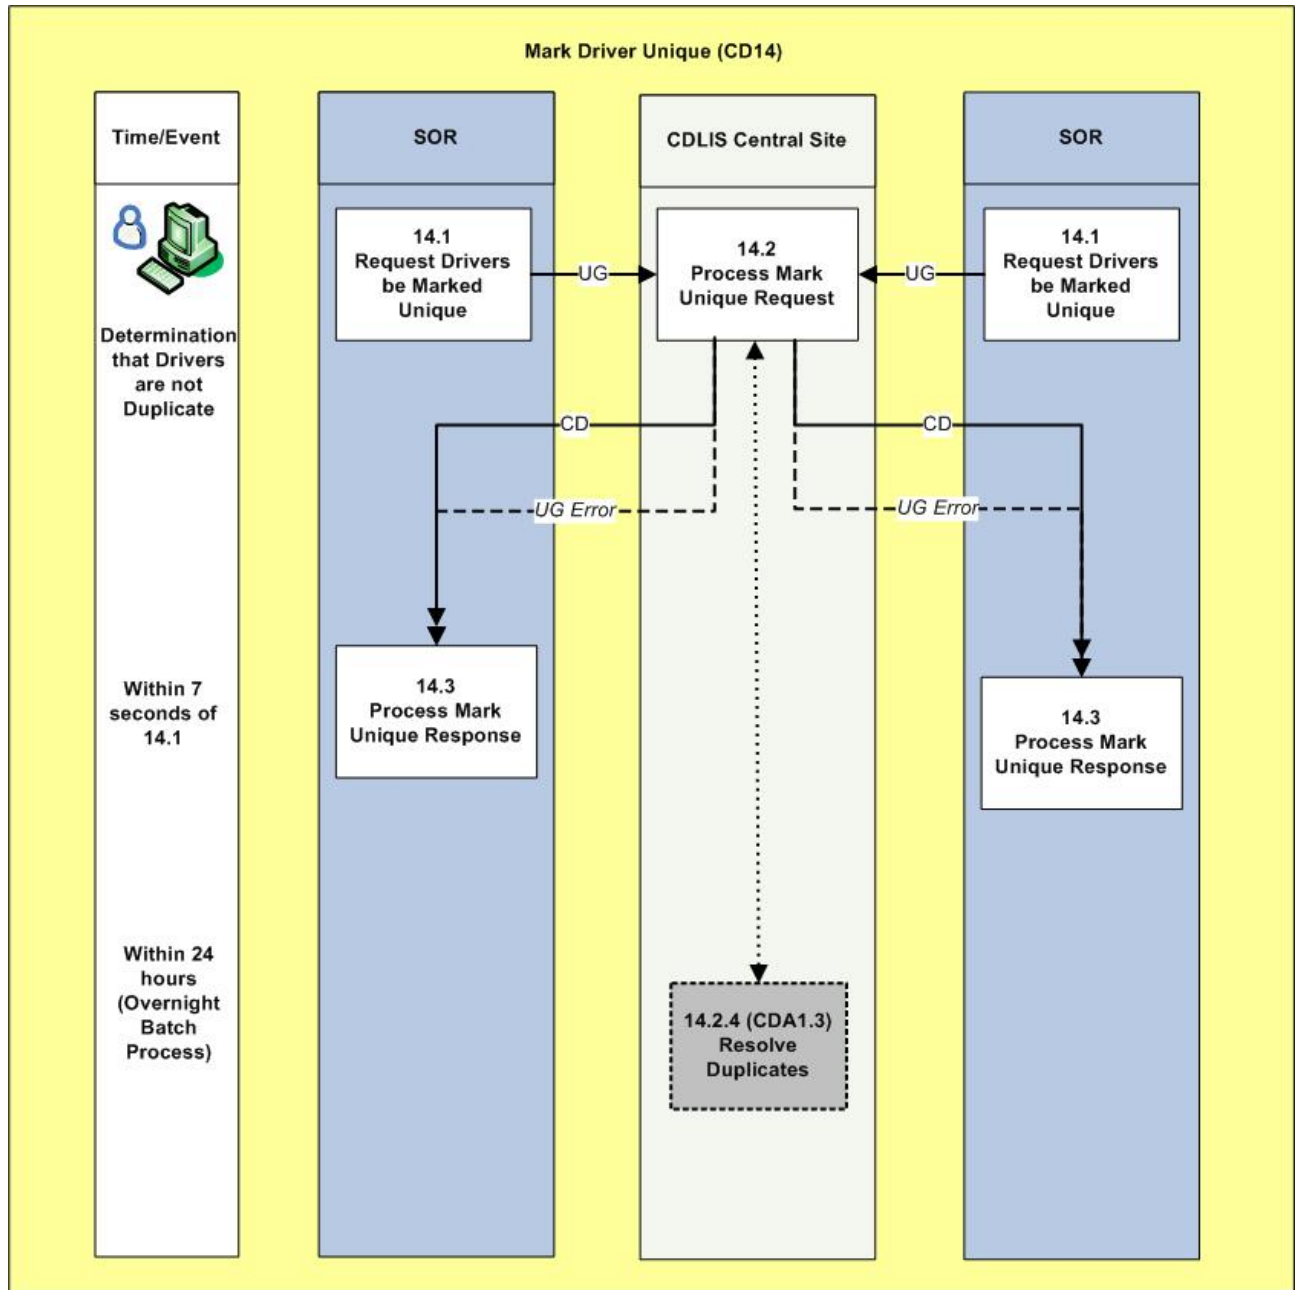 Mark Driver Unique (CD14)
Time/Event
SOR
CDLIS Central Site
SOR
14.1
Request Drivers
be Marked
Unique
UG
14.2
Process Mark
Unique Request
UG
14.1
Request Drivers
be Marked
Unique
Determination
that Drivers
are not
Duplicate
CD
CD
UG Error
UG Error
Within 7
seconds of
14.1
14.3
Process Mark
Unique Response
14.3
Process Mark
Unique Response
Within 24
hours
(Overnight
Batch
Process)
14.2.4 (CDA1.3)
Resolve
Duplicates